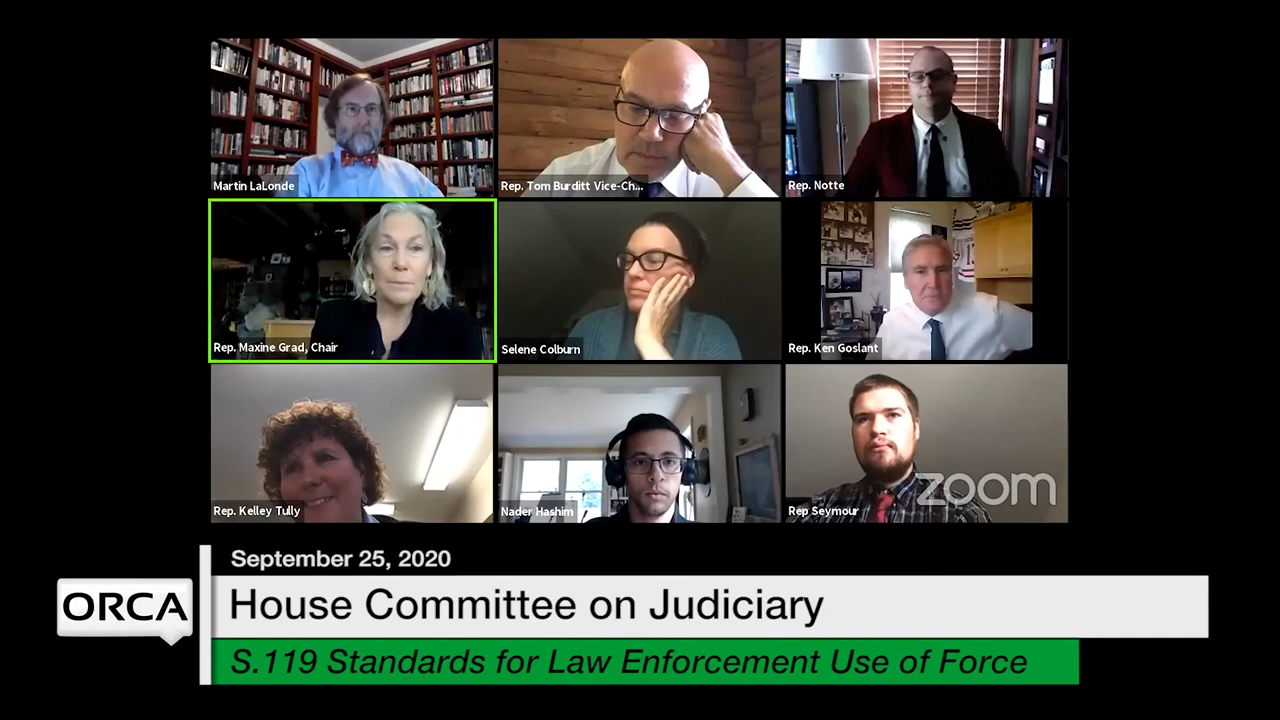 Martin LaLonde
Rep. Tom Burditt Vice-Ch...
Rep. Notte
Rep. Maxine Grad, Chair
Selene Colburn
Rep. Ken Goslant
Rep. Kelley Tully
Nader Hashim
Rep Seymour
zoom
September 25, 2020
ORCA
House Committee on Judiciary
S.119 Standards for Law Enforcement Use of Force